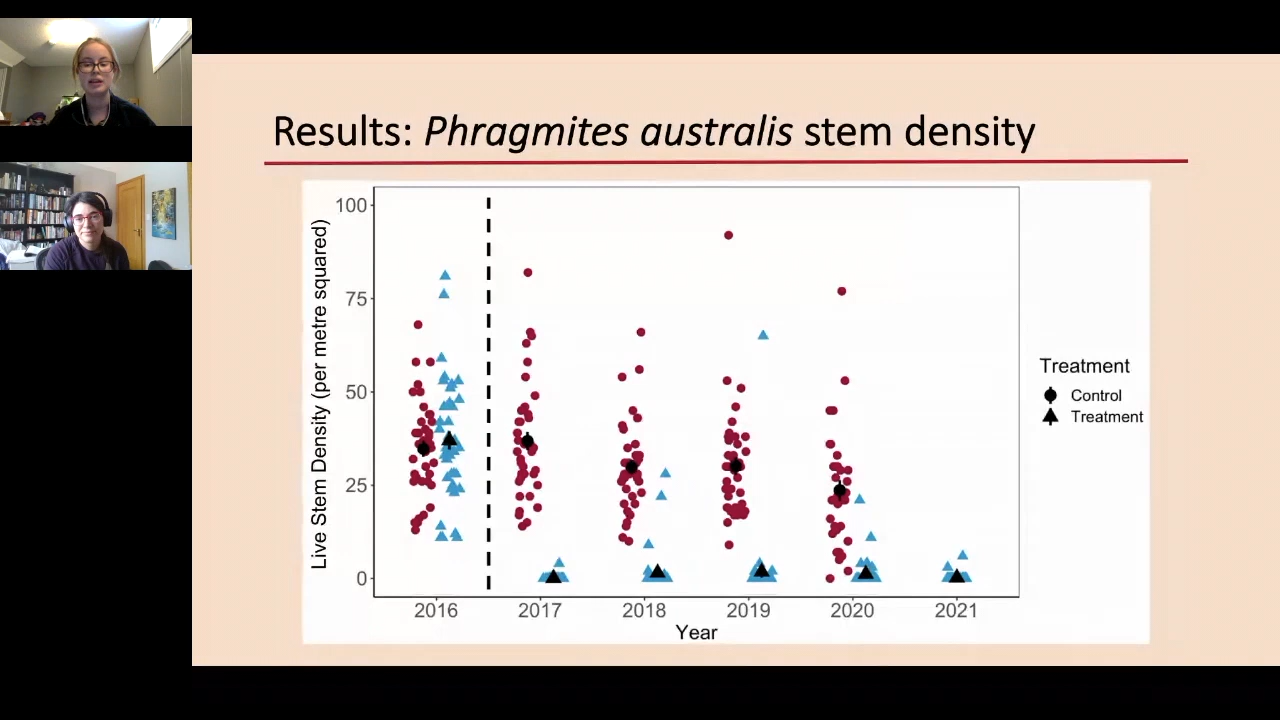 Results: Phragmites australis stem density
Live Stem Density (per metre squared)
100
75
50
25
0
2016 2017 2018 2019 2020 2021
Year
Treatment
Control
Treatment